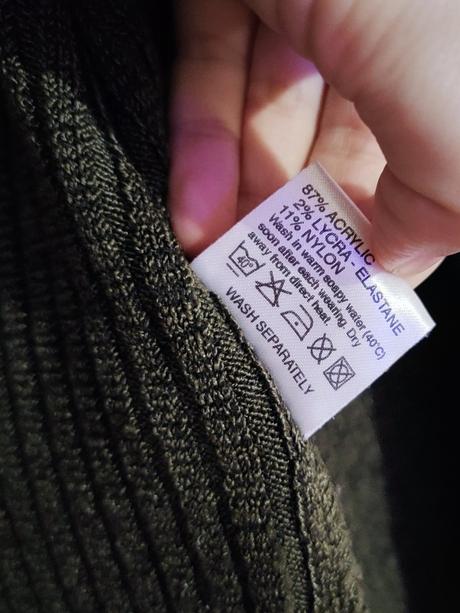 87% ACRYLIC
2% LYCRA - ELASTANE
11% NYLON
Wash in warm soapy water (40°C)
soon after each wearing. Dry
away from direct heat.
40°
WASH SEPARATELY